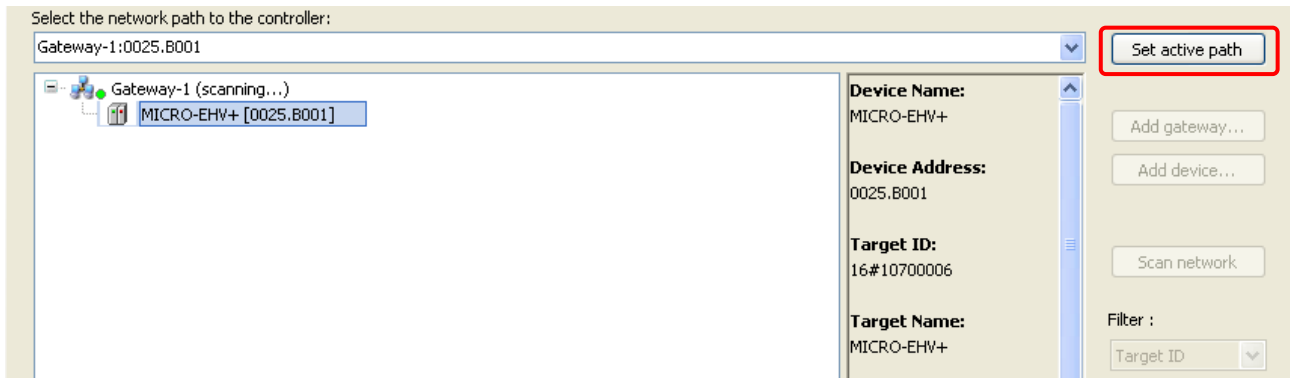 Select the network path to the controller:
Gateway-1:0025.B001
Set active path
Gateway-1 (scanning...)
MICRO-EHV+ [0025.B001]
Device Name:
MICRO-EHV+
Device Address:
0025.B001
Target ID:
16#10700006
Target Name:
MICRO-EHV+
Add gateway...
Add device...
Scan network
Filter :
Target ID